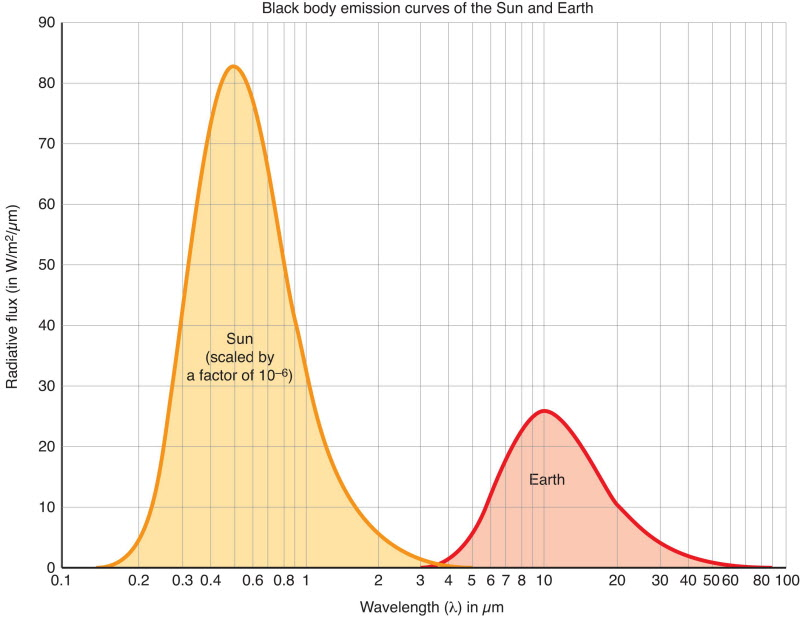 Black body emission curves of the Sun and Earth
90
80
70
60
50
40
30
20
10
0
Radiative flux (in W/m²/μm)
Sun
(scaled by
a factor of 10⁻⁶)
Earth
0.1 0.2 0.3 0.4 0.6 0.8 1 2 3 4 5 6 7 8 10 20 30 40 50 60 80 100
Wavelength (λ) in μm